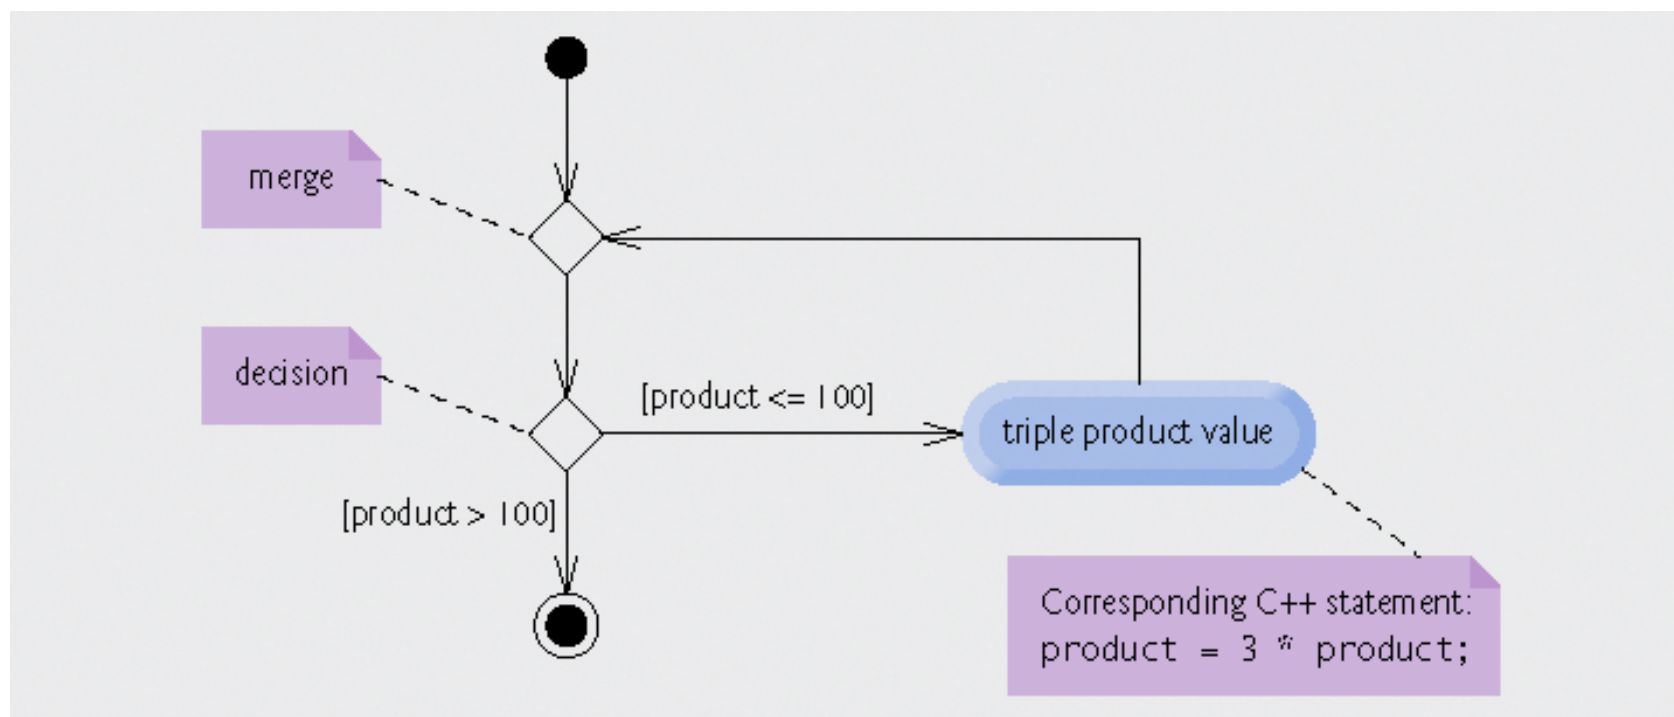 merge
decision
[product <= 100]
triple product value
[product > 100]
Corresponding C++ statement:
product = 3 * product;